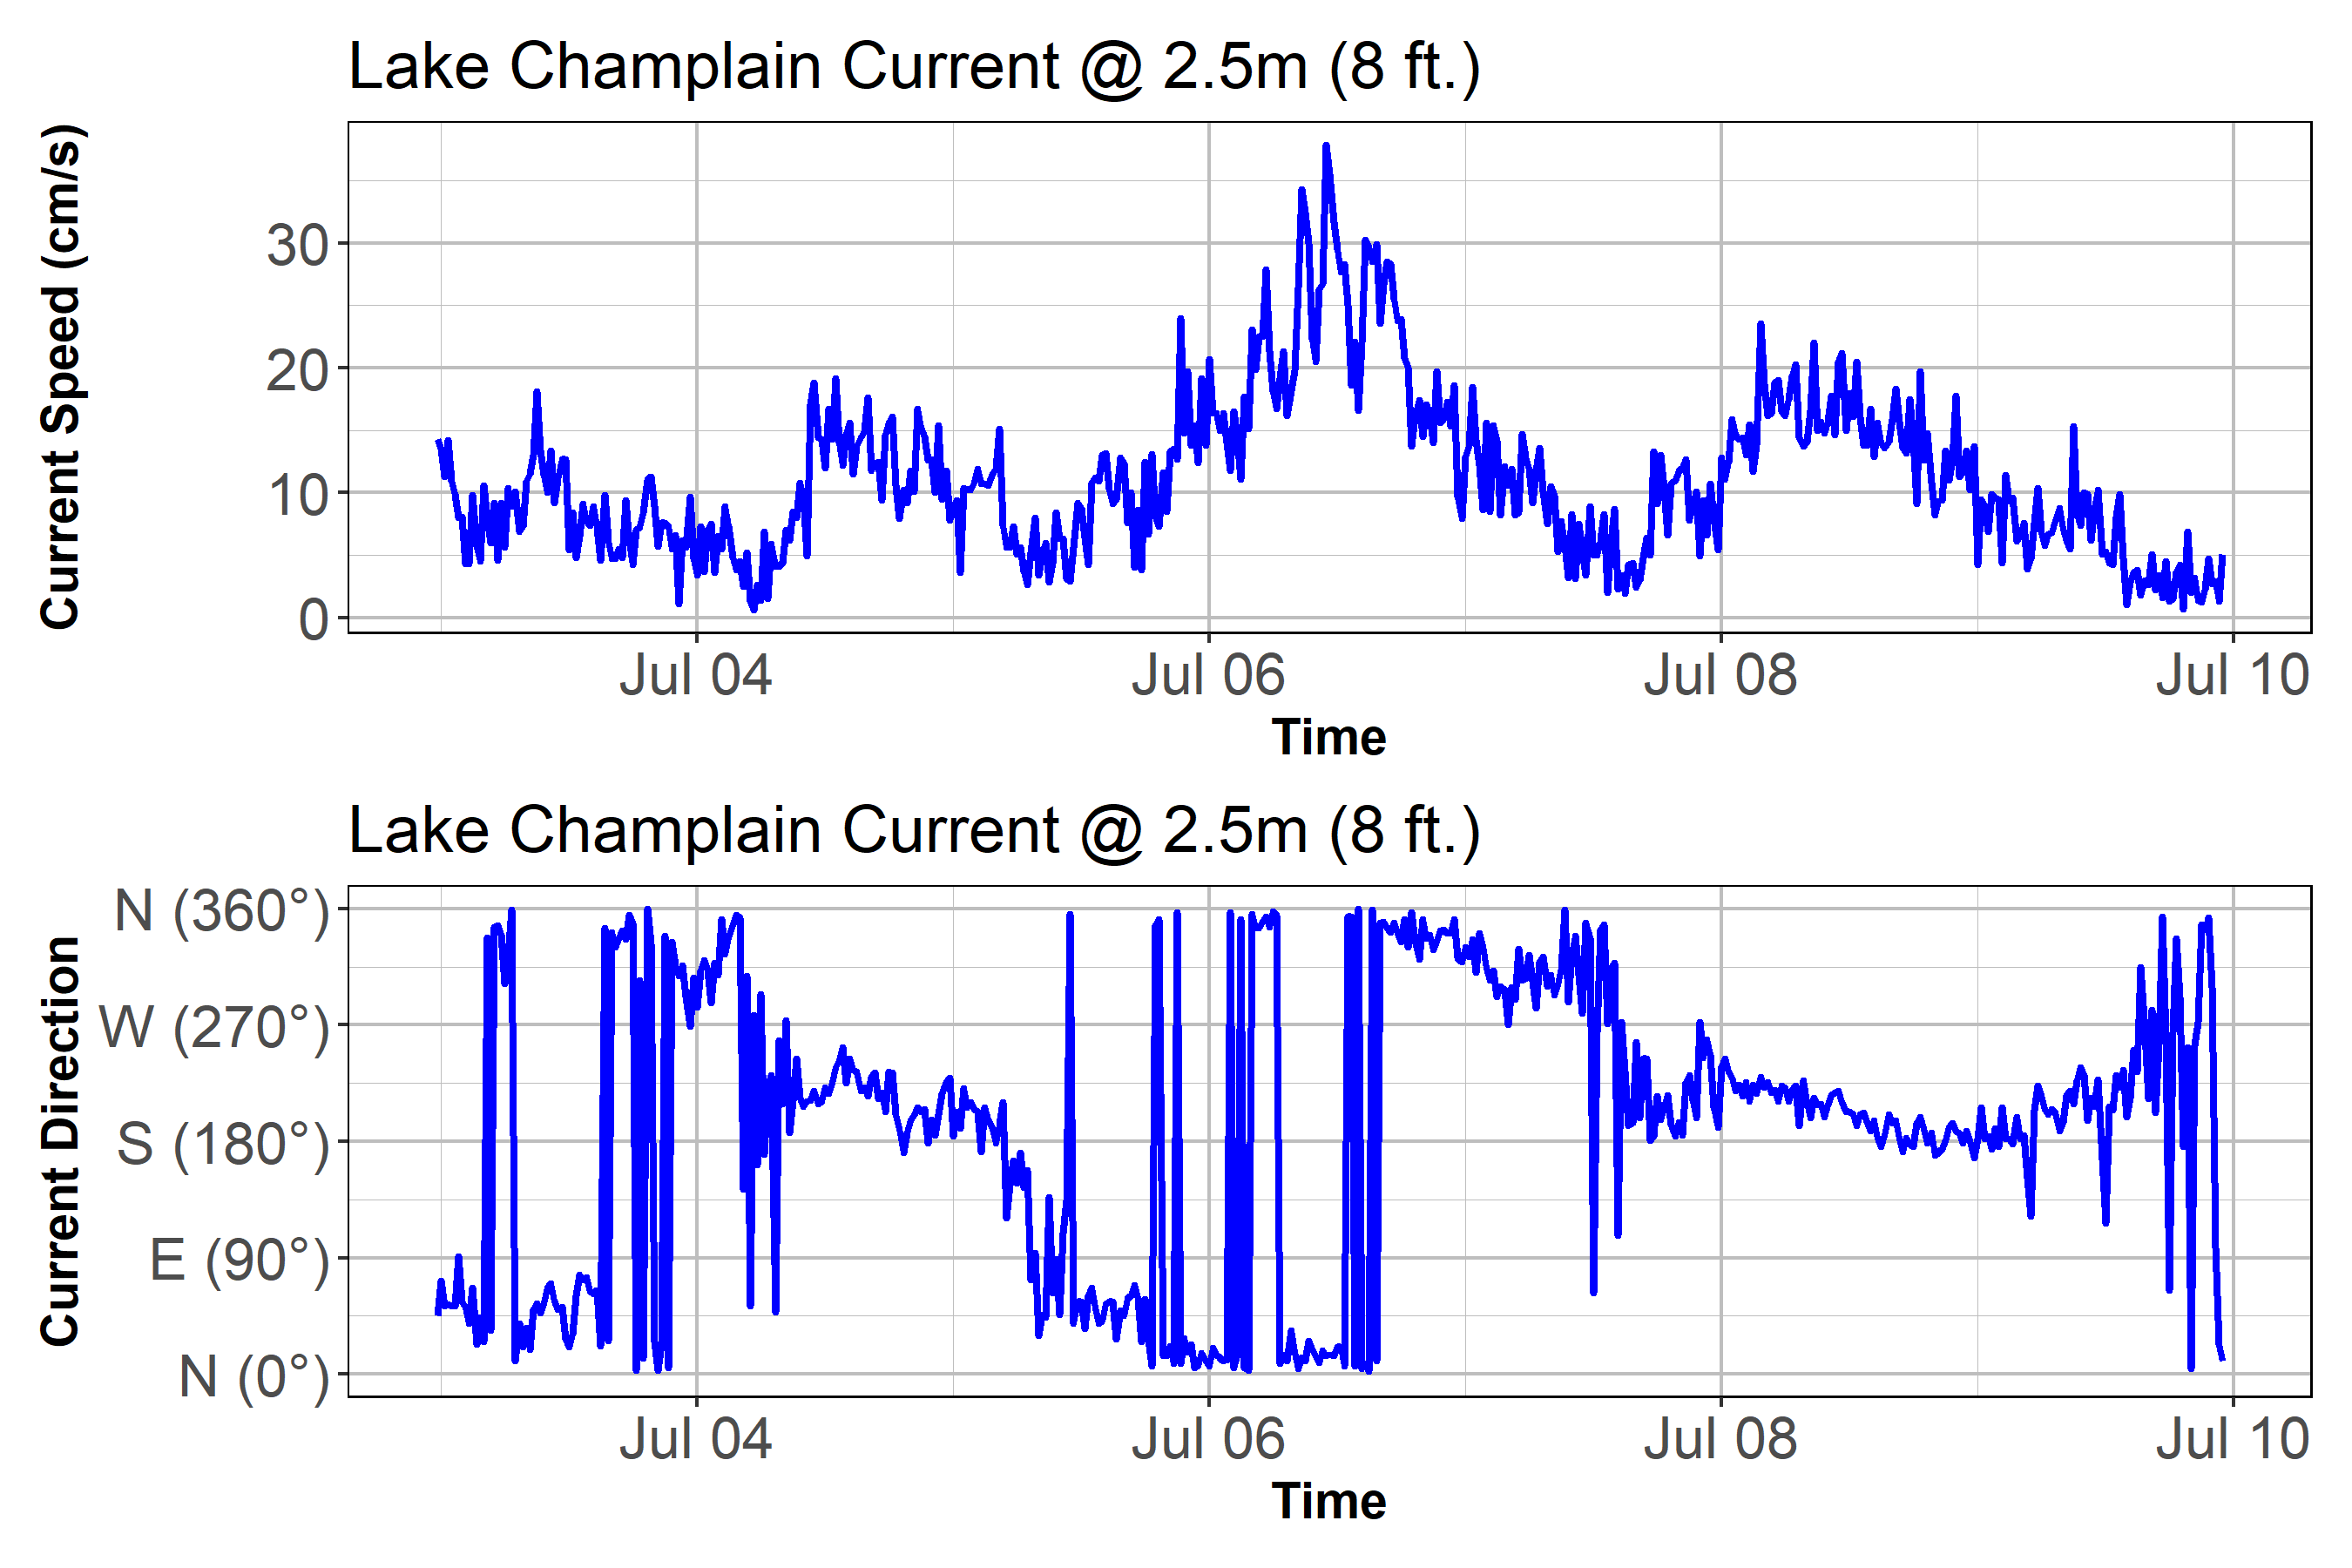 Lake Champlain Current @ 2.5m (8 ft.)
Current Speed (cm/s)
30
20
10
0
Jul 04 Jul 06 Jul 08 Jul 10
Time
Lake Champlain Current @ 2.5m (8 ft.)
Current Direction
N (360°)
W (270°)
S (180°)
E (90°)
N (0°)
Jul 04 Jul 06 Jul 08 Jul 10
Time